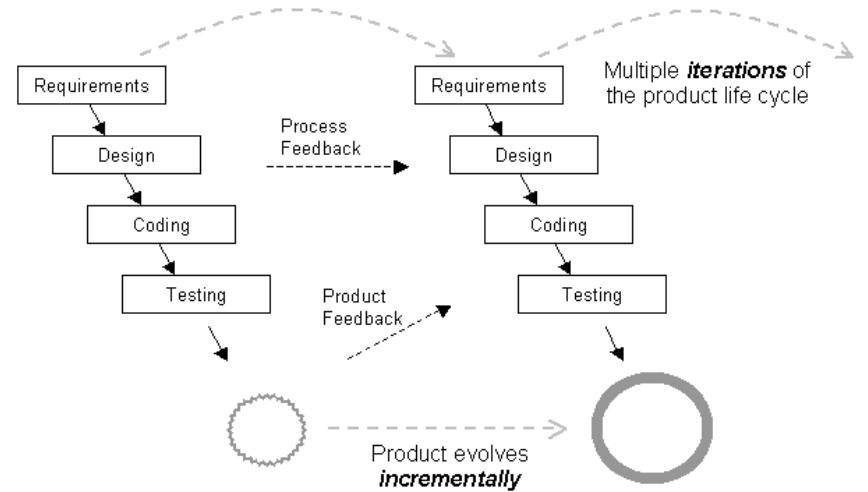 Requirements
Design
Coding
Testing
Process
Feedback
Product
Feedback
Requirements
Design
Coding
Testing
Multiple iterations of
the product life cycle
Product evolves
incrementally